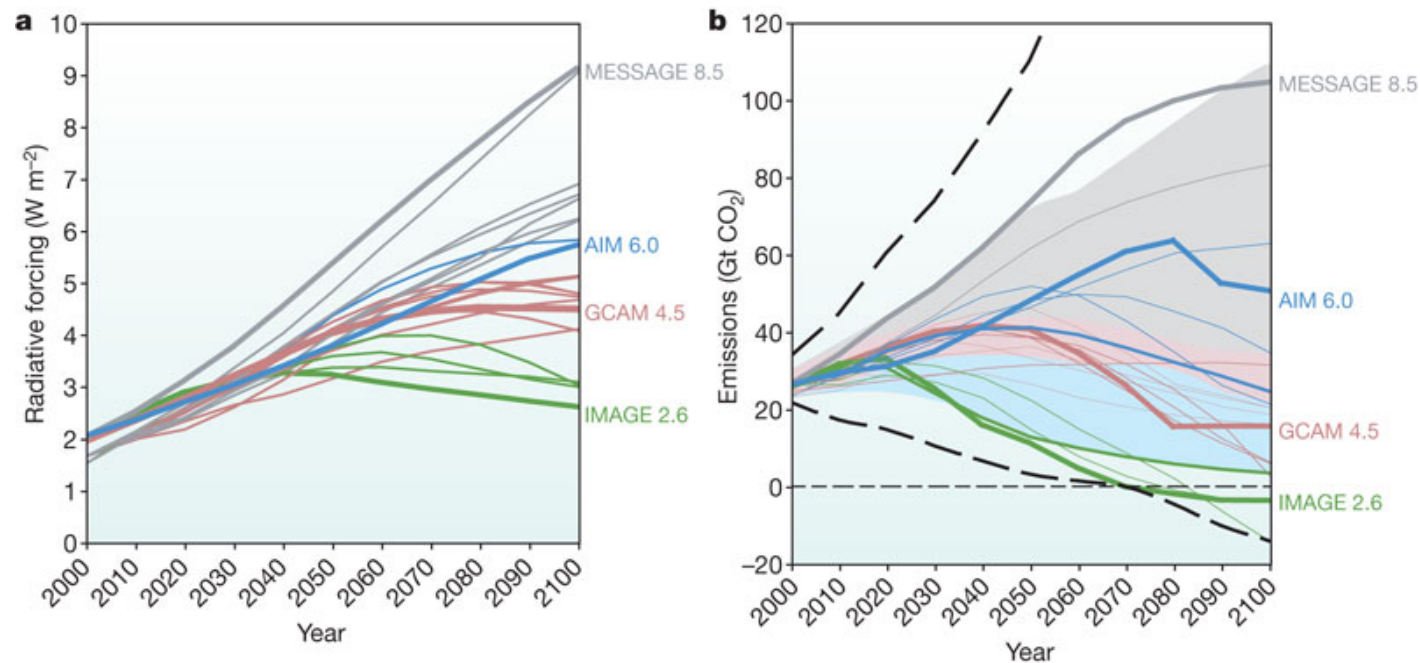 a
Radiative forcing (W m⁻²)
10
9
8
7
6
5
4
3
2
1
0
MESSAGE 8.5
AIM 6.0
GCAM 4.5
IMAGE 2.6
2000 2010 2020 2030 2040 2050 2060 2070 2080 2090 2100
Year
b
Emissions (Gt CO₂)
120
100
80
60
40
20
0
–20
MESSAGE 8.5
AIM 6.0
GCAM 4.5
IMAGE 2.6
2000 2010 2020 2030 2040 2050 2060 2070 2080 2090 2100
Year